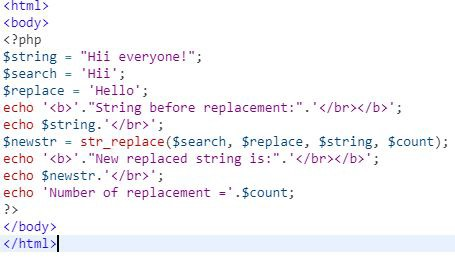 <html>
<body>
<?php
$string = "Hii everyone!";
$search = 'Hii';
$replace = 'Hello';
echo '<b>'."String before replacement:".'</br></b>';
echo $string.'</br>';
$newstr = str_replace($search, $replace, $string, $count);
echo '<b>'."New replaced string is:".'</br></b>';
echo $newstr.'</br>';
echo 'Number of replacement ='.$count;
?>
</body>
</html>